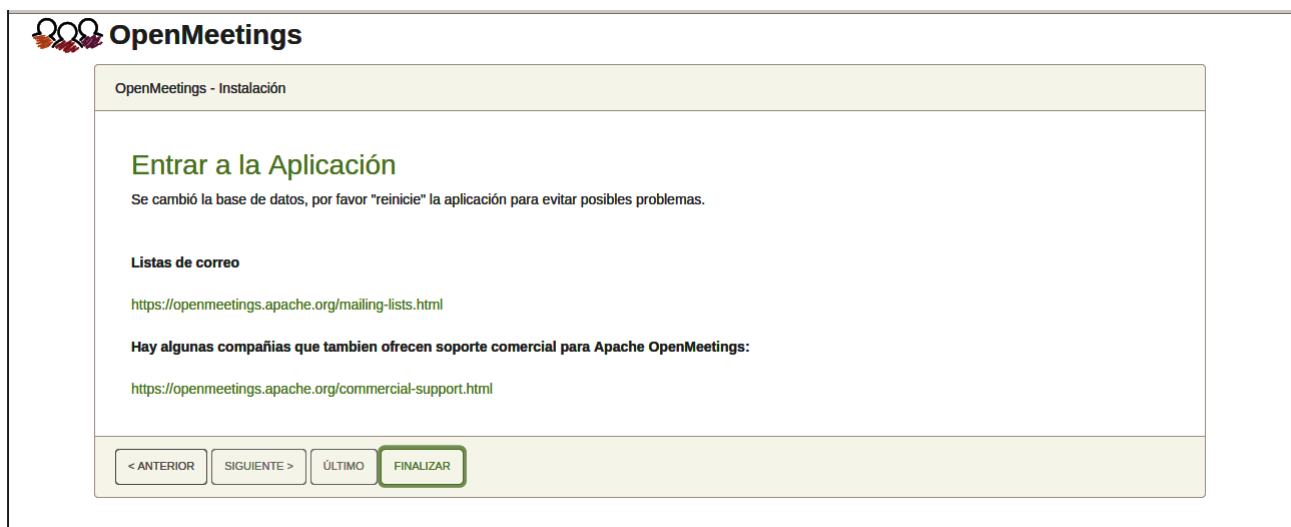 OpenMeetings
OpenMeetings - Instalación
Entrar a la Aplicación
Se cambió la base de datos, por favor "reinicie" la aplicación para evitar posibles problemas.
Listas de correo
https://openmeetings.apache.org/mailing-lists.html
Hay algunas compañias que tambien ofrecen soporte comercial para Apache OpenMeetings:
https://openmeetings.apache.org/commercial-support.html
< ANTERIOR SIGUIENTE > ÚLTIMO FINALIZAR